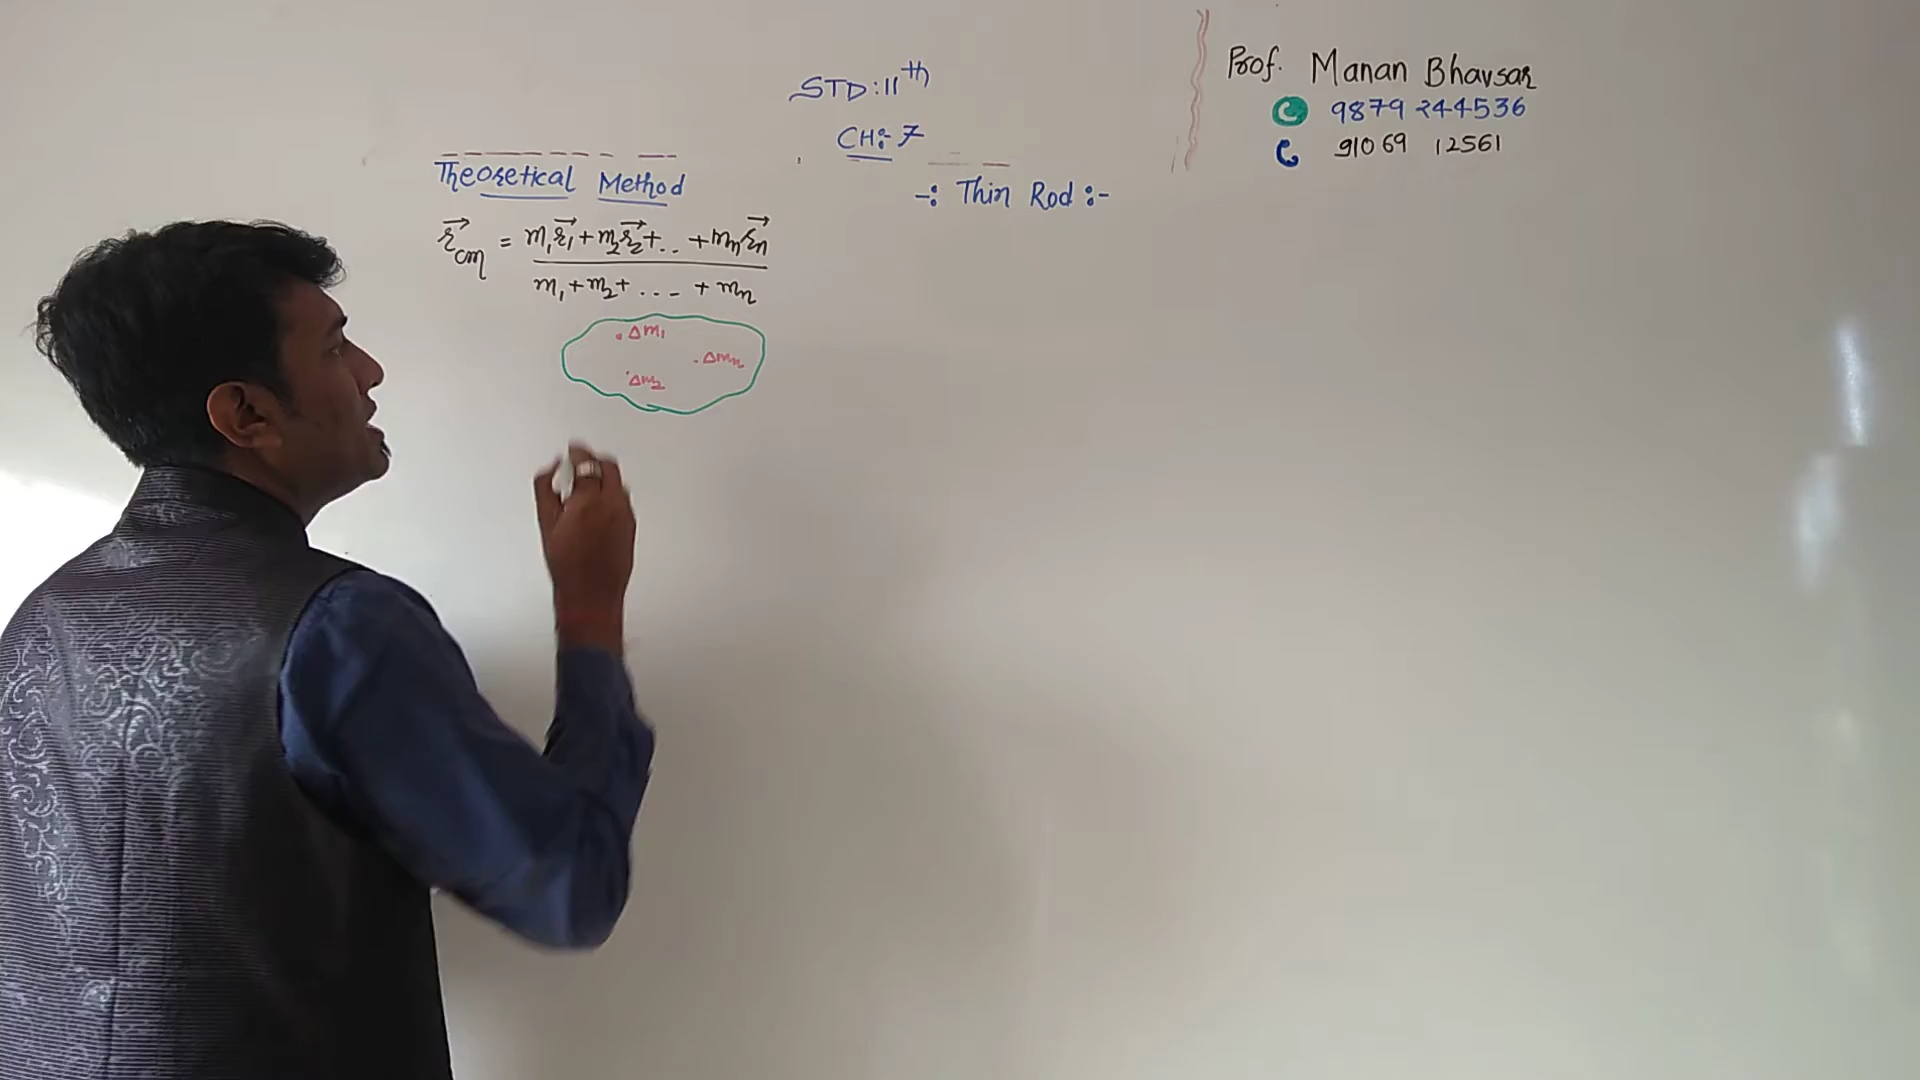 STD:11th
CH:- 7
Theoretical Method
r⃗cm = m₁r⃗₁+m₂r⃗₂+...+mₙr⃗ₙ
m₁+m₂+....+mₙ
Δm₁
Δmₙ
Δm₂
-: Thin Rod :-
Prof. Manan Bhavsar
9879 244536
91069 12561